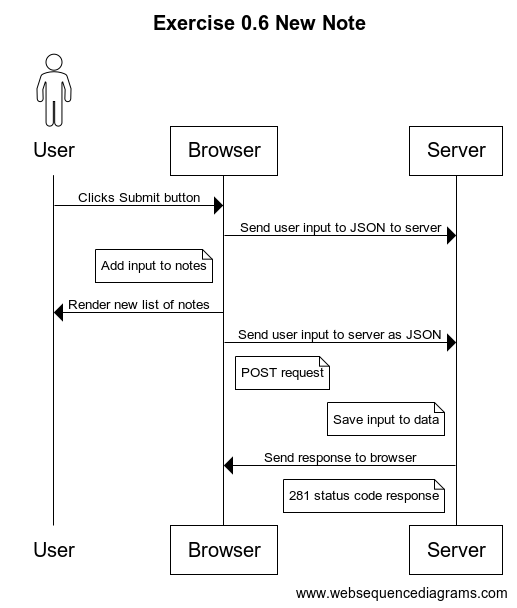 Exercise 0.6 New Note
User
Browser
Server
Clicks Submit button
Send user input to JSON to server
Add input to notes
Render new list of notes
Send user input to server as JSON
POST request
Save input to data
Send response to browser
281 status code response
User
Browser
Server
www.websequencediagrams.com